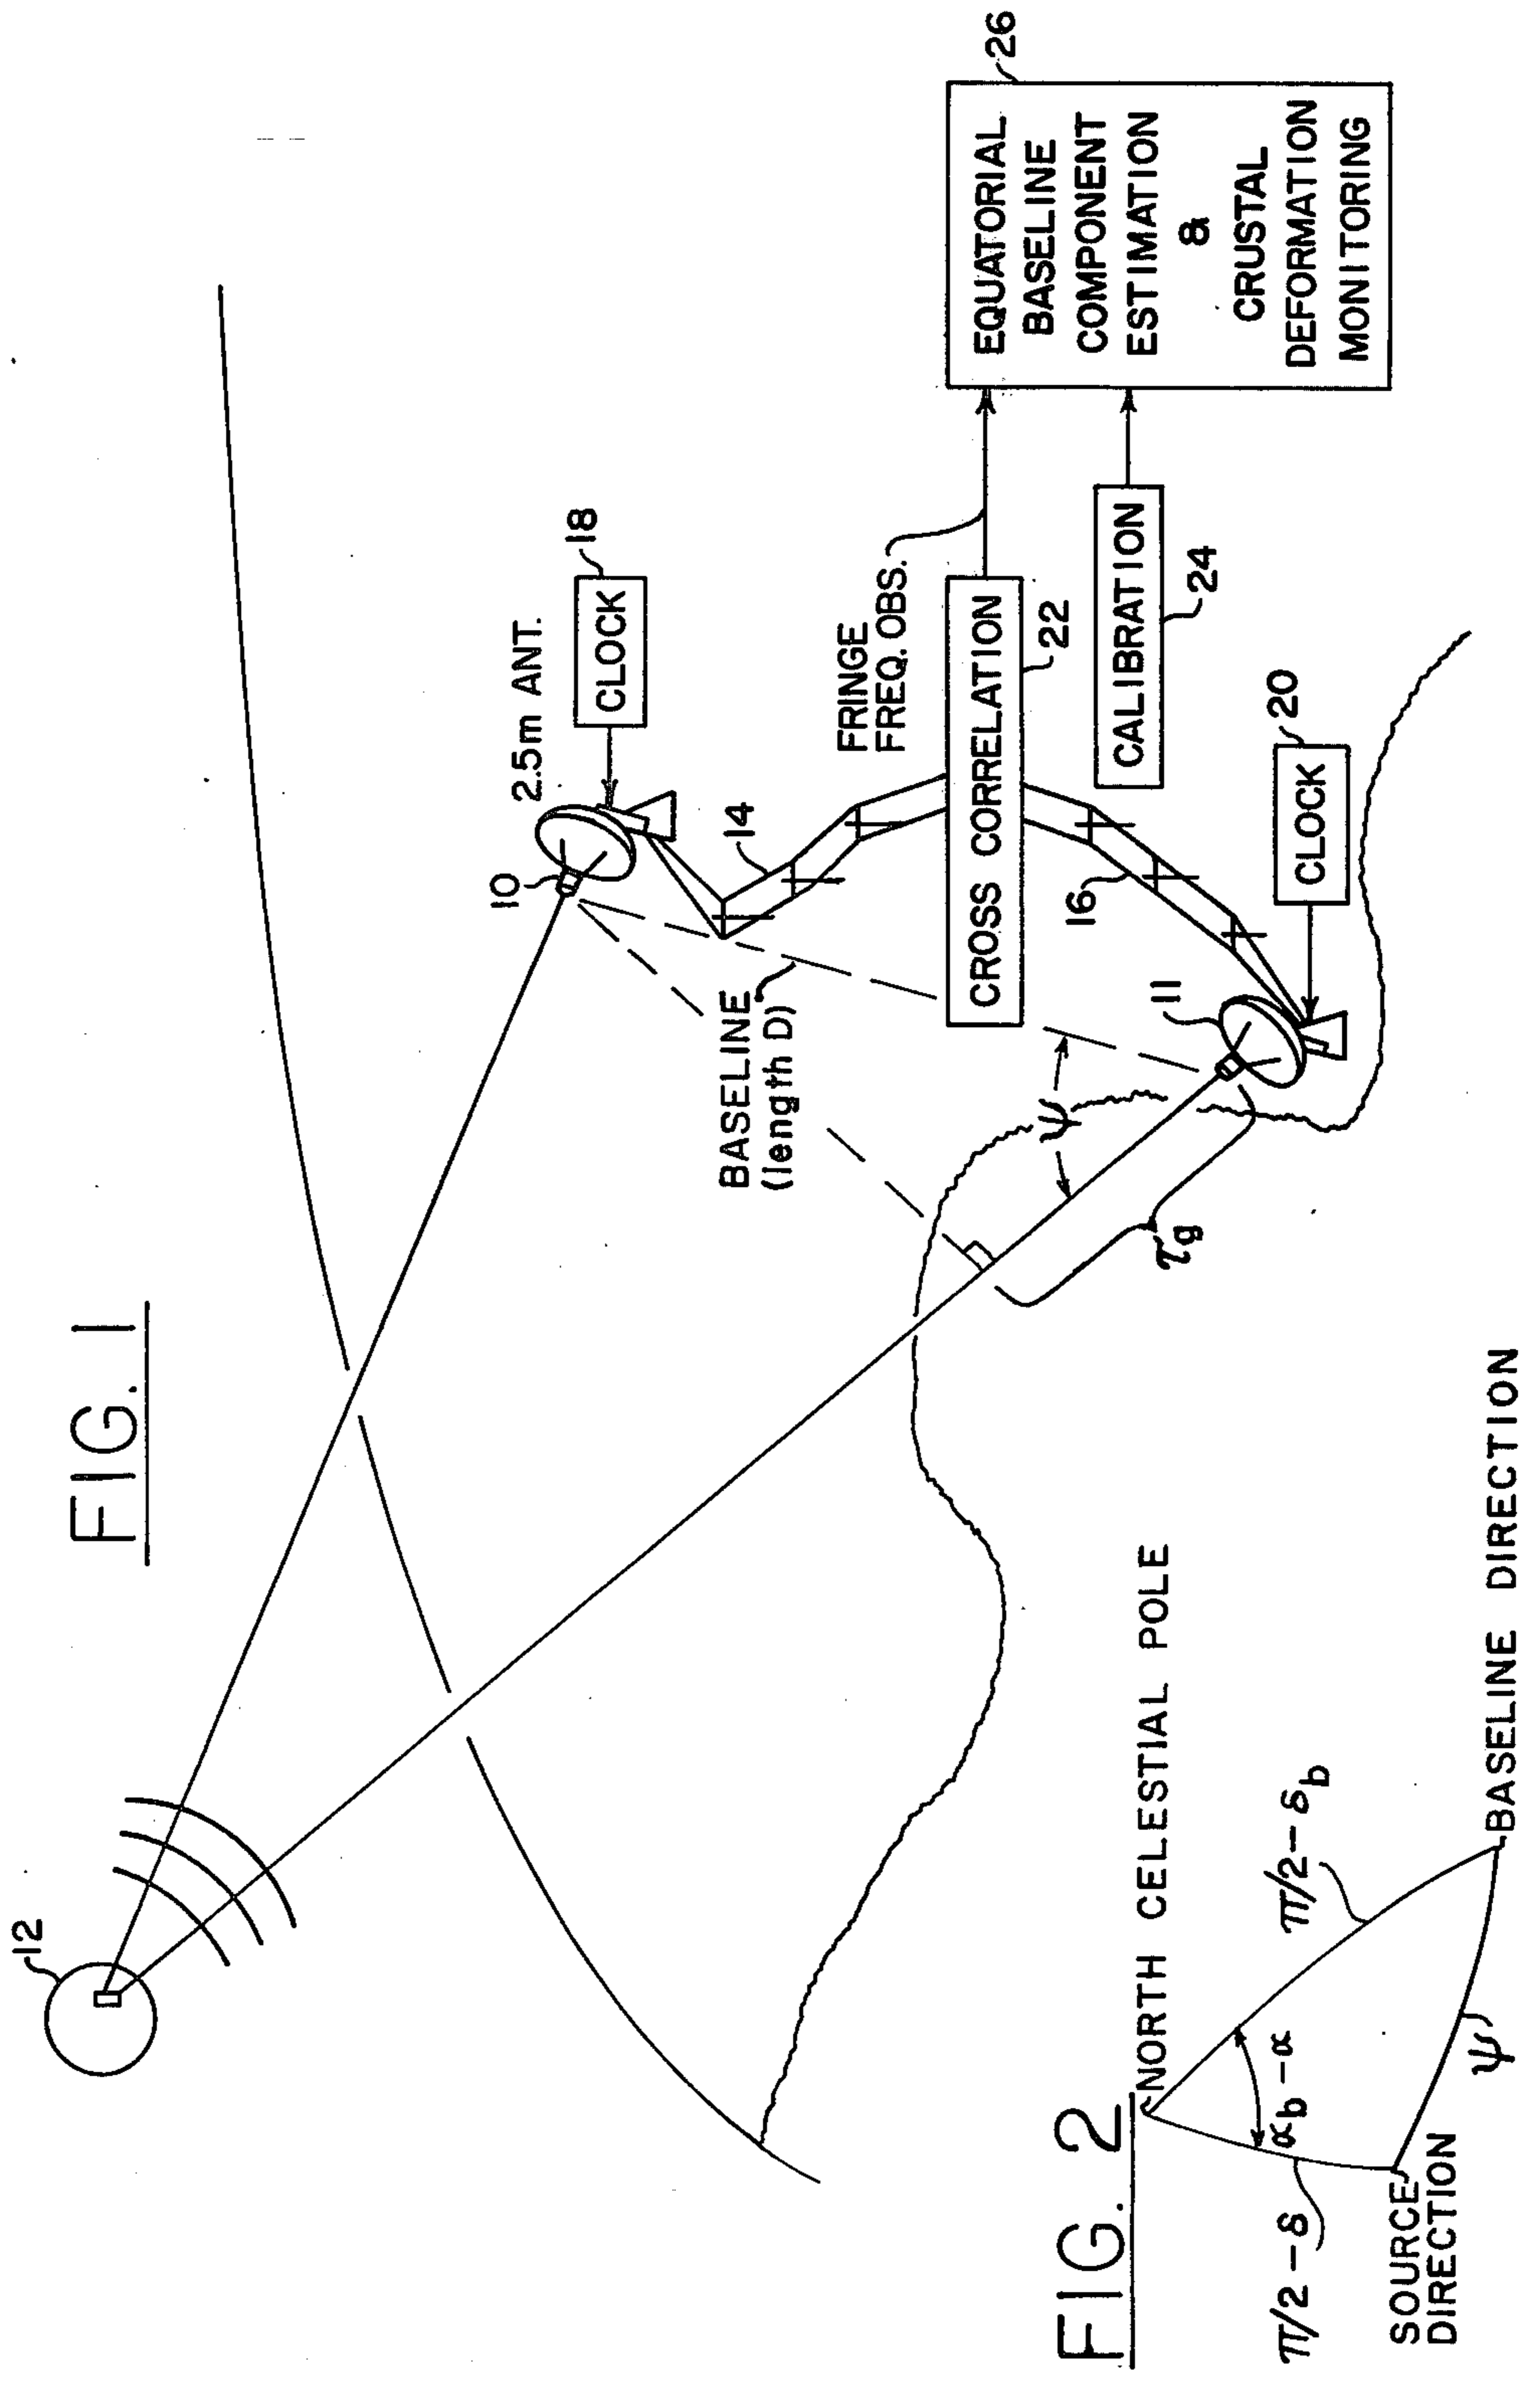 FIG. 1
12
10
2.5m ANT.
CLOCK
18
14
BASELINE
(length D)
FRINGE
FREQ. OBS.
CROSS CORRELATION
22
CALIBRATION
24
EQUATORIAL
BASELINE
COMPONENT
ESTIMATION
&
CRUSTAL
DEFORMATION
MONITORING
26
16
11
CLOCK
20
ψ
τg
FIG. 2
NORTH CELESTIAL POLE
π/2 – δ
αb – α
π/2 – δb
SOURCE
DIRECTION
ψ
BASELINE DIRECTION